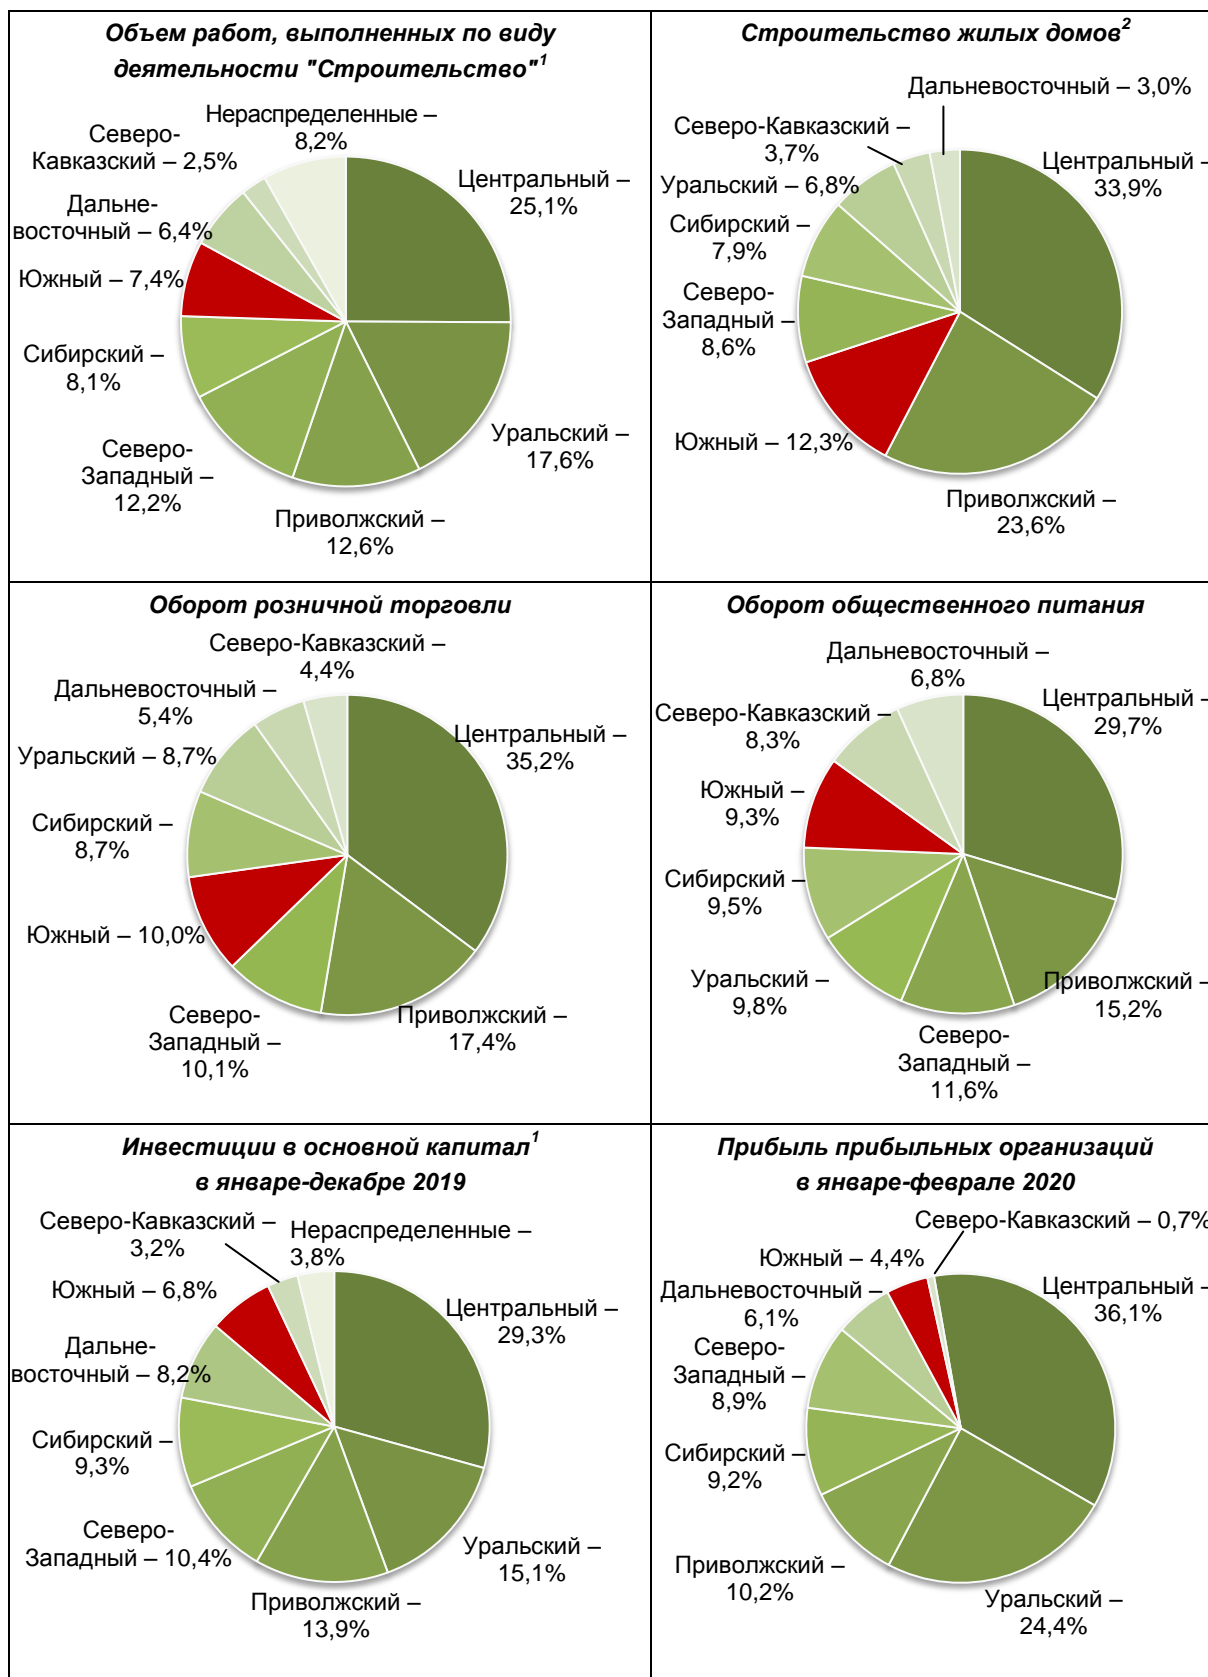 Объем работ, выполненных по виду
деятельности "Строительство"1
Нераспределенные –
8,2%
Северо-
Кавказский – 2,5%
Центральный –
25,1%
Дальне-
восточный – 6,4%
Южный – 7,4%
Сибирский –
8,1%
Уральский –
17,6%
Северо-
Западный –
12,2%
Приволжский –
12,6%
Строительство жилых домов2
Дальневосточный – 3,0%
Северо-Кавказский –
3,7%
Центральный –
33,9%
Уральский – 6,8%
Сибирский –
7,9%
Северо-
Западный –
8,6%
Южный – 12,3%
Приволжский –
23,6%
Оборот розничной торговли
Северо-Кавказский –
4,4%
Дальневосточный –
5,4%
Центральный –
35,2%
Уральский – 8,7%
Сибирский –
8,7%
Южный – 10,0%
Северо-
Западный –
10,1%
Приволжский –
17,4%
Оборот общественного питания
Дальневосточный –
6,8%
Центральный –
29,7%
Северо-Кавказский –
8,3%
Южный –
9,3%
Сибирский –
9,5%
Уральский –
9,8%
Приволжский –
15,2%
Северо-
Западный –
11,6%
Инвестиции в основной капитал1
в январе-декабре 2019
Северо-Кавказский –
3,2%
Нераспределенные –
3,8%
Южный – 6,8%
Центральный –
29,3%
Дальне-
восточный – 8,2%
Сибирский –
9,3%
Северо-
Западный – 10,4%
Уральский –
15,1%
Приволжский –
13,9%
Прибыль прибыльных организаций
в январе-феврале 2020
Северо-Кавказский – 0,7%
Южный – 4,4%
Центральный –
36,1%
Дальневосточный –
6,1%
Северо-
Западный –
8,9%
Сибирский –
9,2%
Приволжский –
10,2%
Уральский –
24,4%